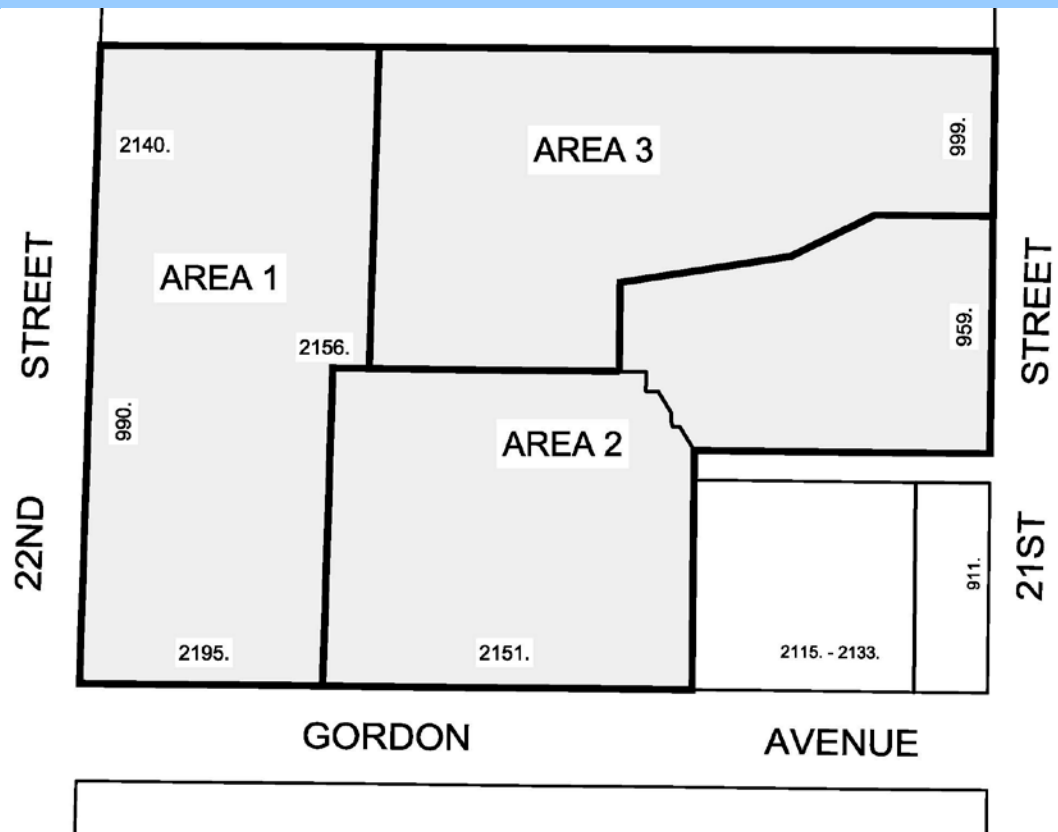 2140.
AREA 3
999.
STREET
AREA 1
STREET
2156.
959.
990.
AREA 2
22ND
21ST
911.
2195.
2151.
2115. - 2133.
GORDON AVENUE